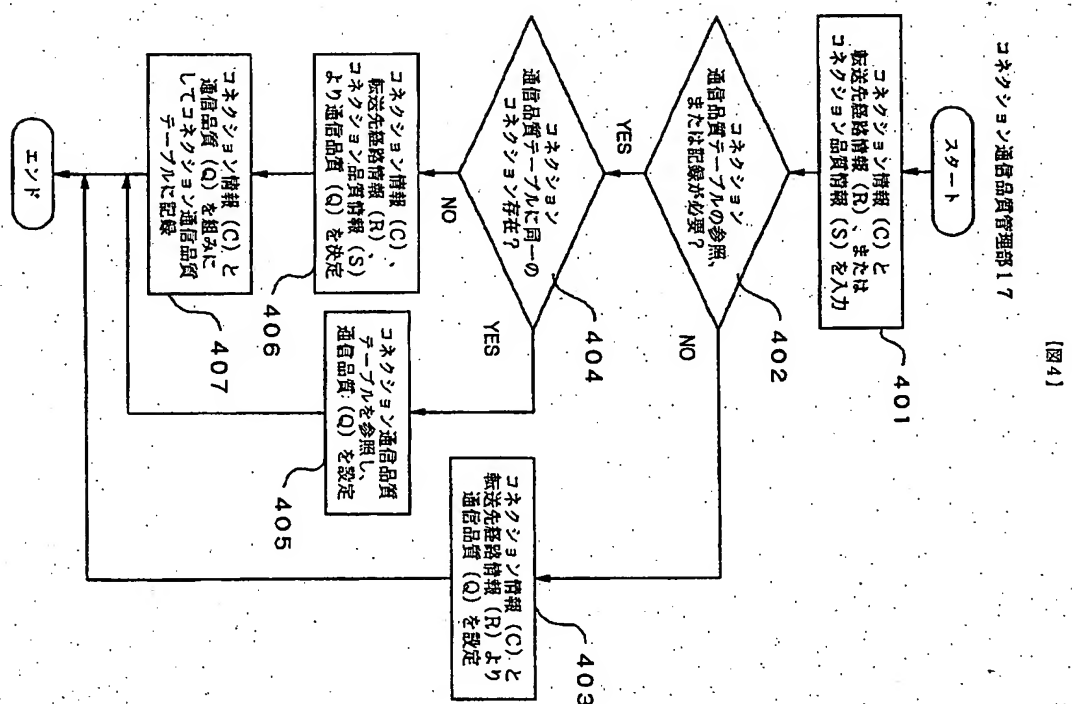 【図4】
コネクション通信品質管理部17
スタート
コネクション情報（C）と
転送先経路情報（R）、または
コネクション品質情報（S）を入力
401
コネクション
通信品質テーブルの参照、
または記録が必要？
402
YES
NO
コネクション情報（C）と
転送先経路情報（R）より
通信品質（Q）を設定
403
コネクション
通信品質テーブルに同一の
コネクション存在？
404
NO
YES
コネクション通信品質
テーブルを参照し、
通信品質（Q）を設定
405
コネクション情報（C）、
転送先経路情報（R）、
コネクション品質情報（S）
より通信品質（Q）を決定
406
コネクション情報（C）と
通信品質（Q）を組みに
してコネクション通信品質
テーブルに記録
407
エンド